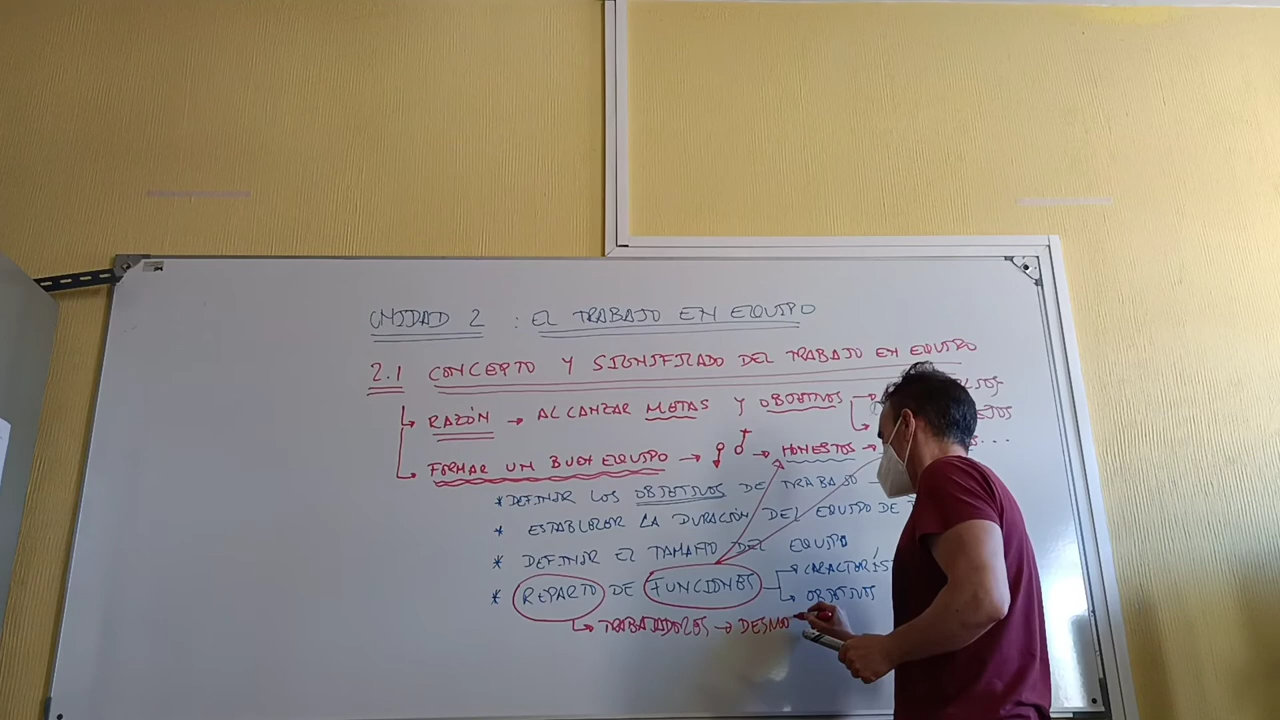 UNIDAD 2 : EL TRABAJO EN EQUIPO
2.1 CONCEPTO Y SIGNIFICADO DEL TRABAJO EN EQUIPO
RAZÓN → ALCANZAR METAS Y OBJETIVOS
FORMAR UN BUEN EQUIPO → → HONESTOS →
* DEFINIR LOS OBJETIVOS DE TRABAJO
* ESTABLECER LA DURACIÓN DEL EQUIPO DE
* DEFINIR EL TAMAÑO DEL EQUIPO
* REPARTO DE FUNCIONES
CARACTERÍS
OBJETIVOS
TRABAJADORES → DESMO